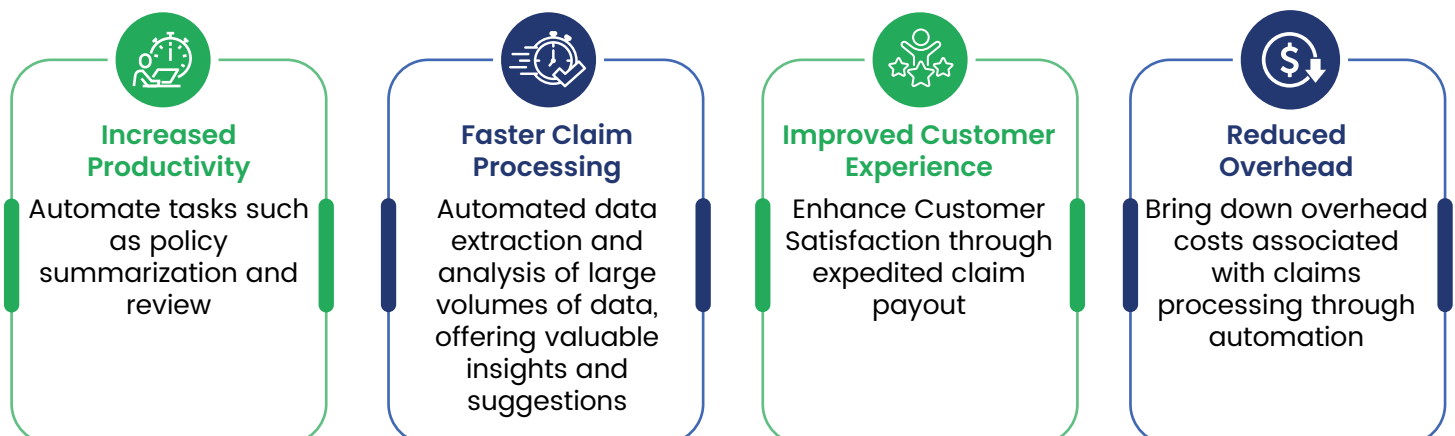 Increased
Productivity
Automate tasks such
as policy
summarization and
review
Faster Claim
Processing
Automated data
extraction and
analysis of large
volumes of data,
offering valuable
insights and
suggestions
Improved Customer
Experience
Enhance Customer
Satisfaction through
expedited claim
payout
$
Reduced
Overhead
Bring down overhead
costs associated
with claims
processing through
automation